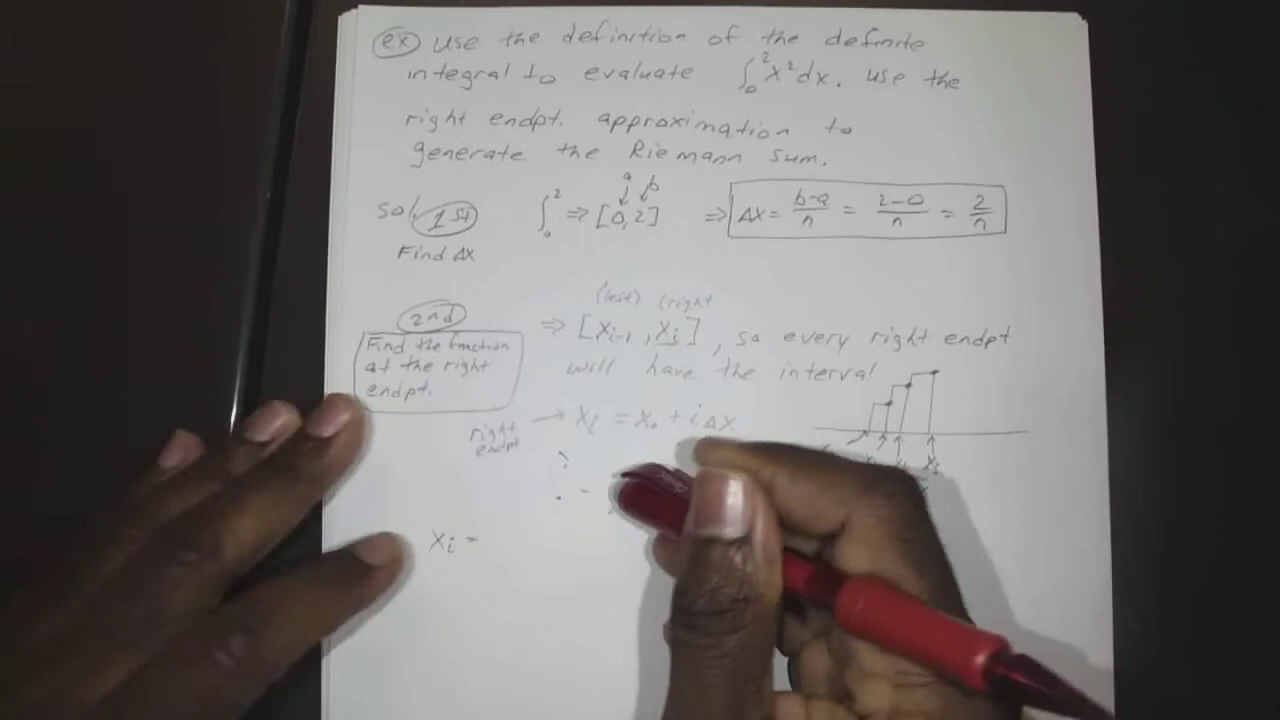 ex Use the definition of the definite
integral to evaluate ∫₀² x² dx. Use the
right endpt. approximation to
generate the Riemann sum.
a b
Sol. 1st ∫₀² ⇒ [0,2] ⇒ Δx = b-a/n = 2-0/n = 2/n
Find Δx
(left) (right
2nd ⇒ [xᵢ₋₁, xᵢ], so every right endpt
Find the function
at the right
endpt.
will have the interval
right
endpt
→ xᵢ = x₀ + iΔx
xᵢ =